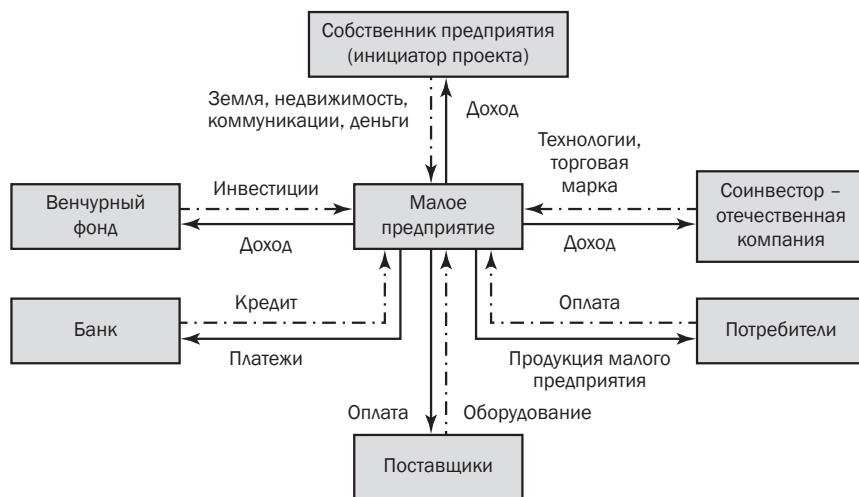 Собственник предприятия
(инициатор проекта)
Земля, недвижимость,
коммуникации, деньги
Доход
Технологии,
торговая
марка
Венчурный
фонд
Инвестиции
Доход
Малое
предприятие
Доход
Соинвестор –
отечественная
компания
Банк
Кредит
Платежи
Оплата
Продукция малого
предприятия
Потребители
Оплата
Оборудование
Поставщики